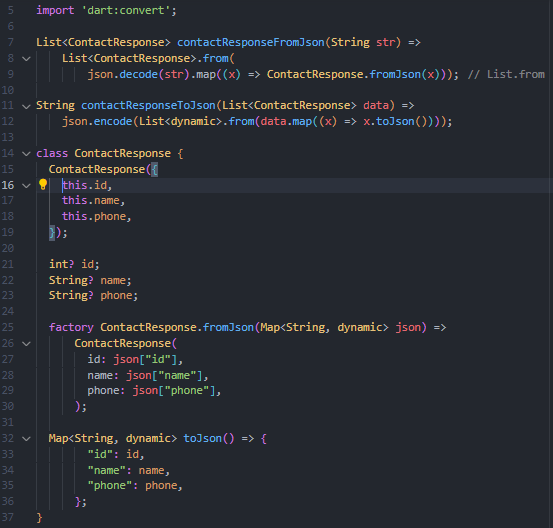 5 import 'dart:convert';
6
7 List<ContactResponse> contactResponseFromJson(String str) =>
8     List<ContactResponse>.from(
9         json.decode(str).map((x) => ContactResponse.fromJson(x))); // List.from
10
11 String contactResponseToJson(List<ContactResponse> data) =>
12     json.encode(List<dynamic>.from(data.map((x) => x.toJson())));
13
14 class ContactResponse {
15   ContactResponse({
16     this.id,
17     this.name,
18     this.phone,
19   });
20
21   int? id;
22   String? name;
23   String? phone;
24
25   factory ContactResponse.fromJson(Map<String, dynamic> json) =>
26       ContactResponse(
27         id: json["id"],
28         name: json["name"],
29         phone: json["phone"],
30       );
31
32   Map<String, dynamic> toJson() => {
33         "id": id,
34         "name": name,
35         "phone": phone,
36       };
37 }